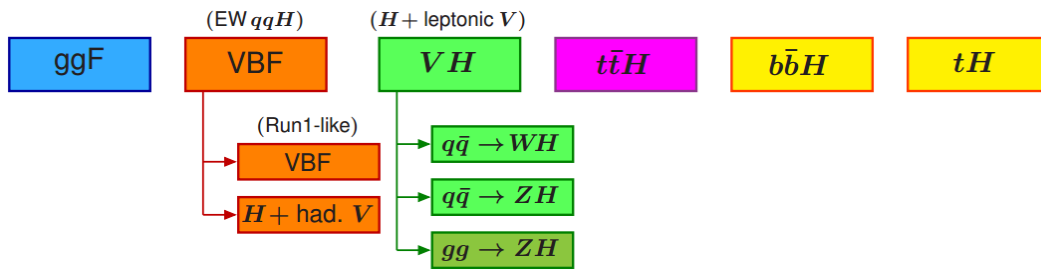 (EW qqH) (H + leptonic V)
ggF VBF VH tt̄H bb̄H tH
(Run1-like)
VBF
H + had. V
qq̄ → WH
qq̄ → ZH
gg → ZH